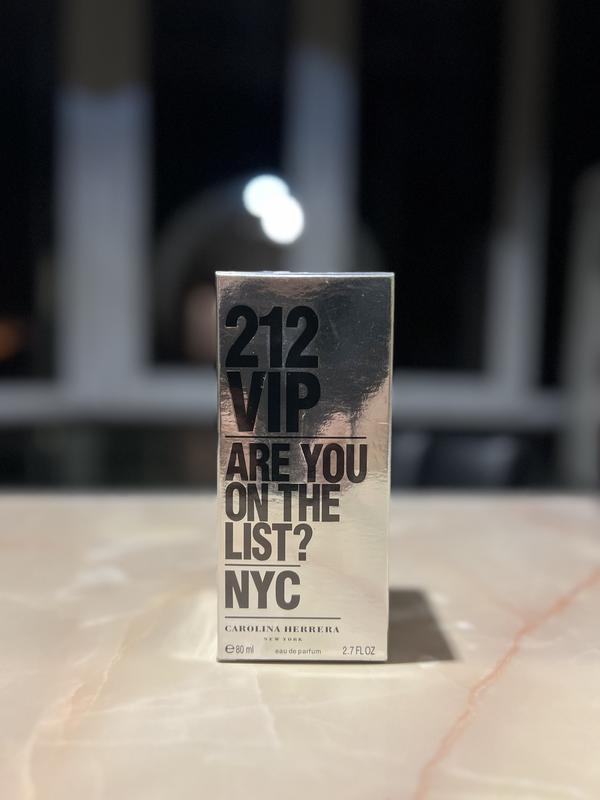 212
VIP
ARE YOU
ON THE
LIST?
NYC
CAROLINA HERRERA
NEW YORK
℮ 80 ml eau de parfum 2.7 FL OZ